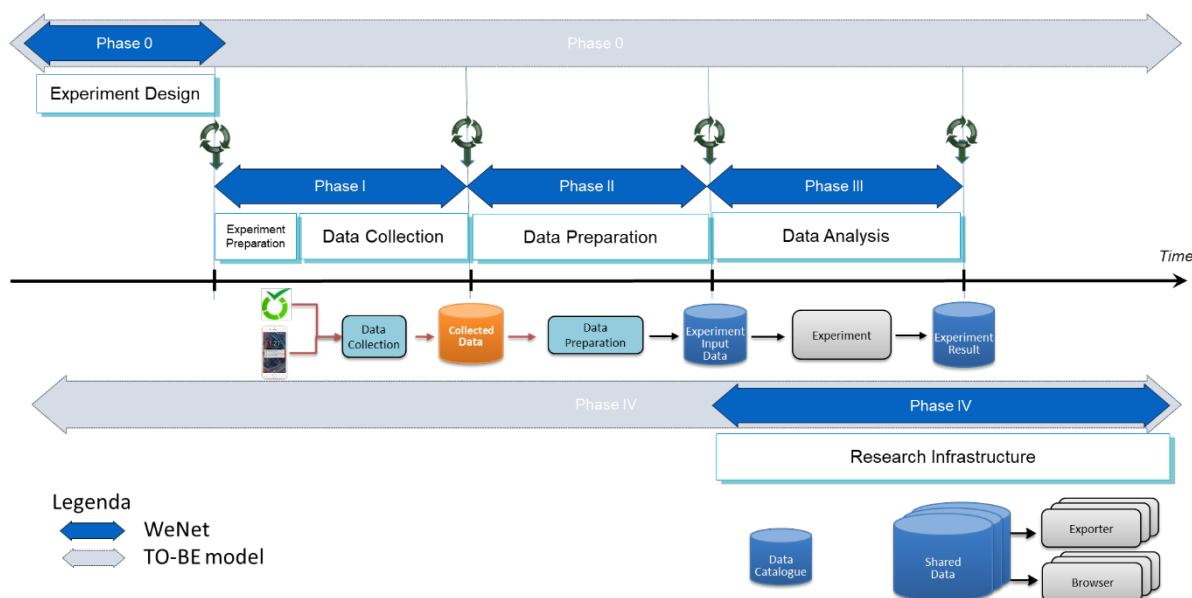 Phase 0
Phase 0
Experiment Design
Phase I
Phase II
Phase III
Experiment
Preparation
Data Collection
Data Preparation
Data Analysis
Time
Data
Collection
Collected
Data
Data
Preparation
Experiment
Input
Data
Experiment
Experiment
Result
Phase IV
Phase IV
Research Infrastructure
Legenda
WeNet
TO-BE model
Data
Catalogue
Shared
Data
Exporter
Browser